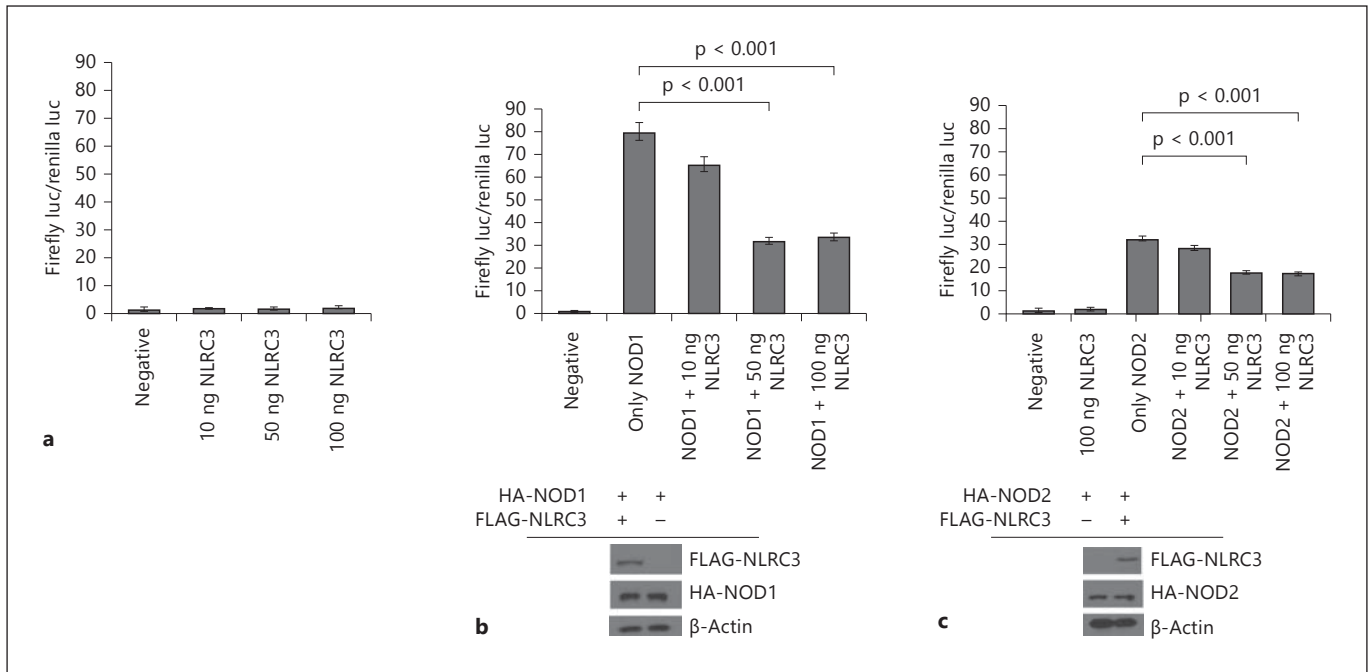 90
80
70
60
50
40
30
20
10
0
Firefly luc/renilla luc
Negative
10 ng NLRC3
50 ng NLRC3
100 ng NLRC3
a
p < 0.001
p < 0.001
90
80
70
60
50
40
30
20
10
0
Firefly luc/renilla luc
Negative
Only NOD1
NOD1 + 10 ng
NLRC3
NOD1 + 50 ng
NLRC3
NOD1 + 100 ng
NLRC3
HA-NOD1 + +
FLAG-NLRC3 + –
FLAG-NLRC3
HA-NOD1
β-Actin
b
p < 0.001
p < 0.001
90
80
70
60
50
40
30
20
10
0
Firefly luc/renilla luc
Negative
100 ng NLRC3
Only NOD2
NOD2 + 10 ng
NLRC3
NOD2 + 50 ng
NLRC3
NOD2 + 100 ng
NLRC3
HA-NOD2 + +
FLAG-NLRC3 – +
FLAG-NLRC3
HA-NOD2
β-Actin
c